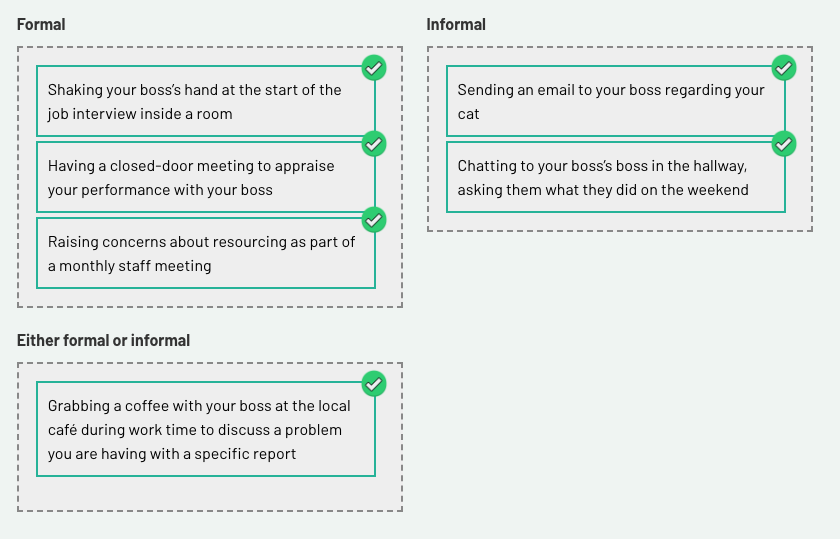 Formal
Shaking your boss's hand at the start of the
job interview inside a room
Having a closed-door meeting to appraise
your performance with your boss
Raising concerns about resourcing as part of
a monthly staff meeting
Informal
Sending an email to your boss regarding your
cat
Chatting to your boss's boss in the hallway,
asking them what they did on the weekend
Either formal or informal
Grabbing a coffee with your boss at the local
café during work time to discuss a problem
you are having with a specific report